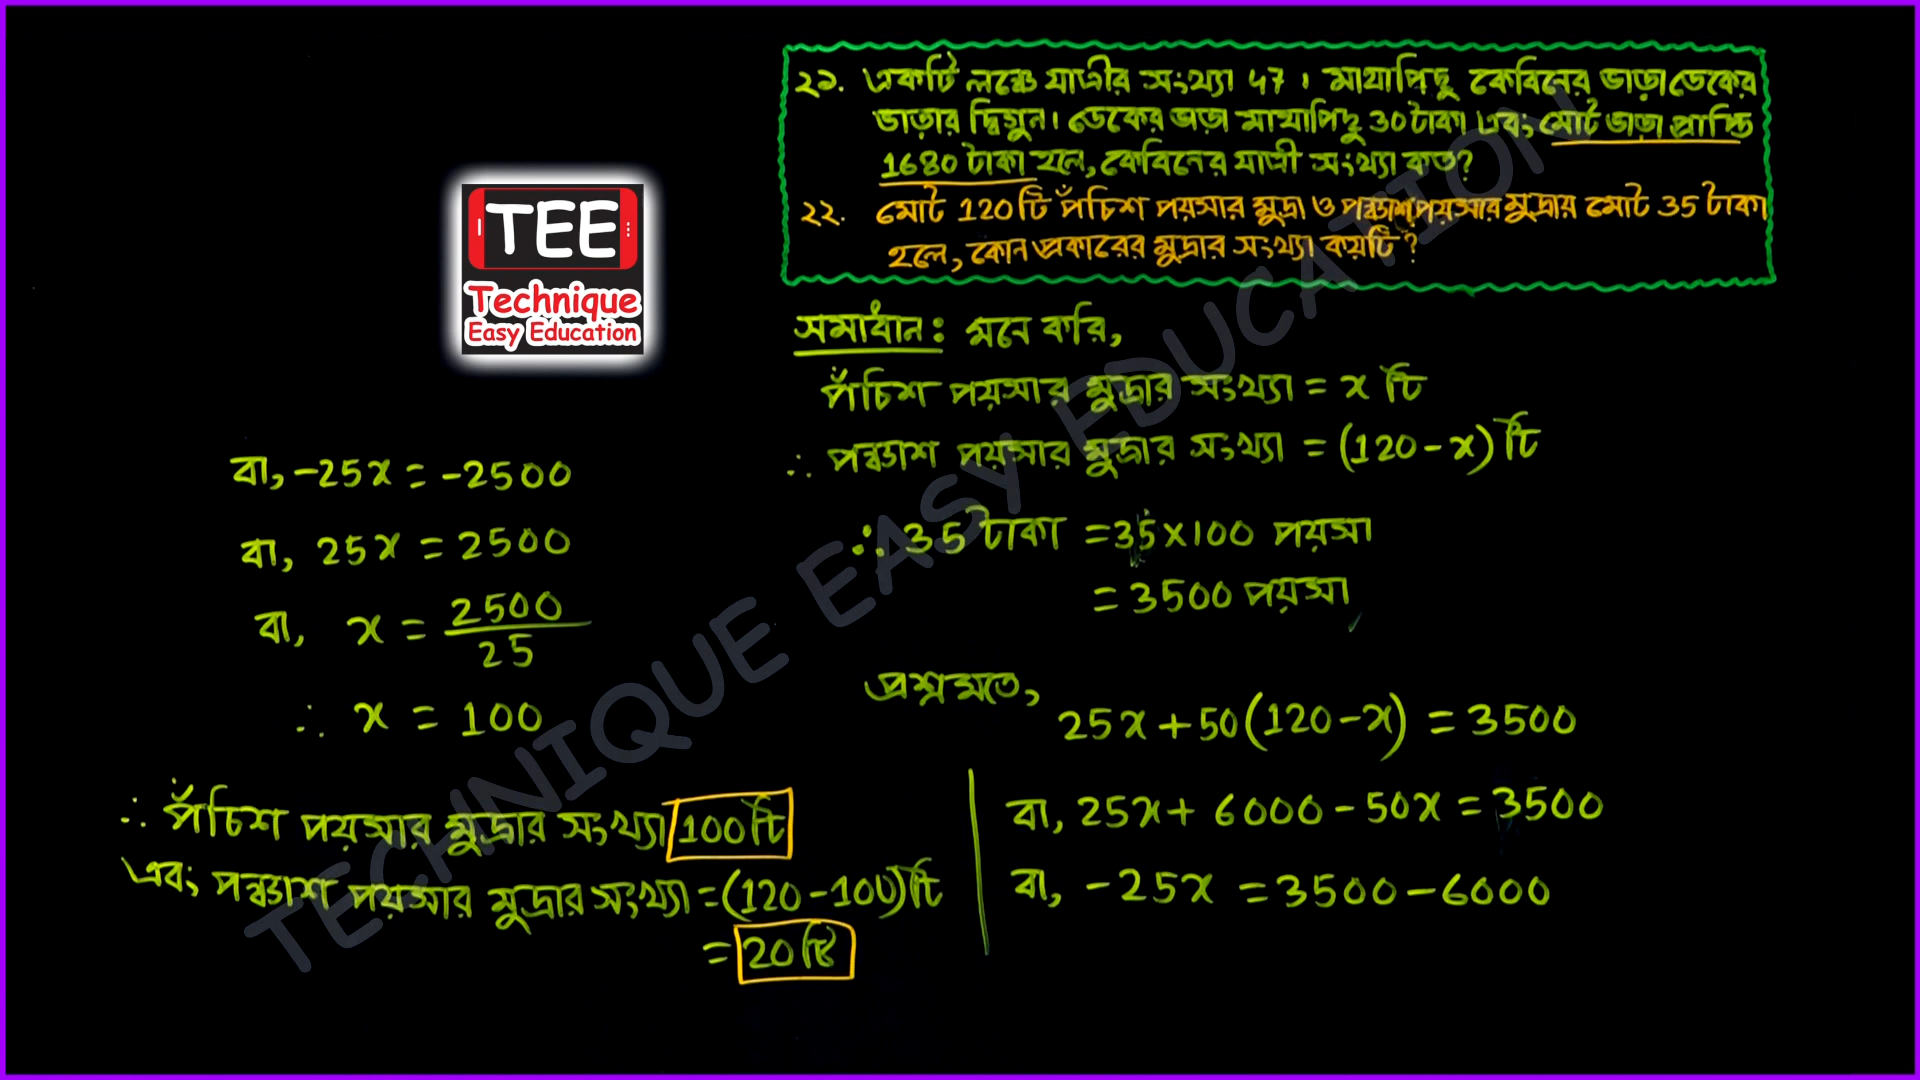 ২১. একটি লঞ্চে যাত্রীর সংখ্যা 47 । মাথাপিছু কেবিনের ভাড়া ডেকের
ভাড়ার দ্বিগুন। ডেকের ভাড়া মাথাপিছু 30 টাকা এবং মোট ভাড়া প্রাপ্তি
1680 টাকা হলে, কেবিনের যাত্রী সংখ্যা কত?
২২. মোট 120 টি পঁচিশ পয়সার মুদ্রা ও পঞ্চাশ পয়সার মুদ্রায় মোট 35 টাকা
হলে, কোন প্রকারের মুদ্রার সংখ্যা কয়টি?
TEE
Technique
Easy Education
সমাধান: মনে করি,
পঁচিশ পয়সার মুদ্রার সংখ্যা = x টি
∴ পঞ্চাশ পয়সার মুদ্রার সংখ্যা = (120-x) টি
∴ 35 টাকা = 35×100 পয়সা
= 3500 পয়সা
প্রশ্নমতে,
25x+50(120-x) = 3500
বা, 25x+ 6000-50x = 3500
বা, -25x = 3500-6000
বা, -25x = -2500
বা, 25x = 2500
বা, x = 2500/25
∴ x = 100
∴ পঁচিশ পয়সার মুদ্রার সংখ্যা 100 টি
এবং পঞ্চাশ পয়সার মুদ্রার সংখ্যা = (120-100) টি
= 20 টি
TECHNIQUE EASY EDUCATION